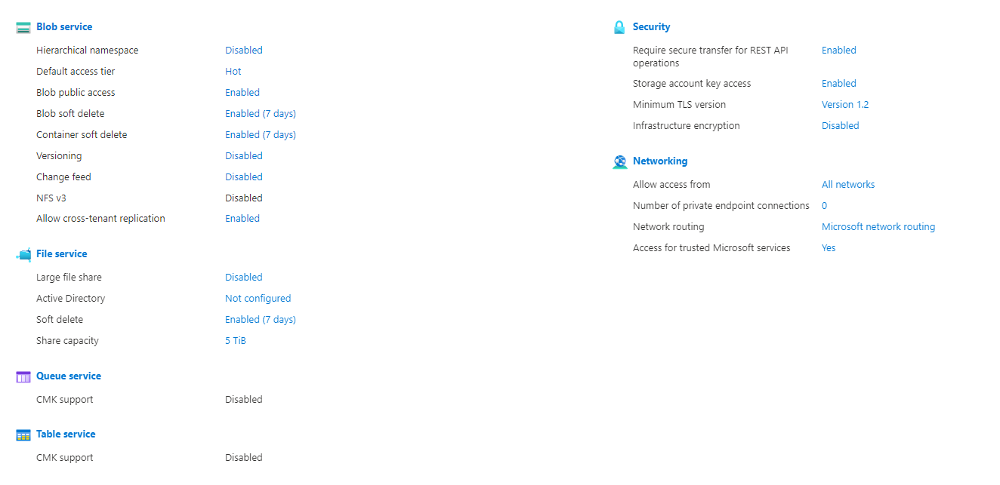 Blob service
Hierarchical namespace Disabled
Default access tier Hot
Blob public access Enabled
Blob soft delete Enabled (7 days)
Container soft delete Enabled (7 days)
Versioning Disabled
Change feed Disabled
NFS v3 Disabled
Allow cross-tenant replication Enabled
File service
Large file share Disabled
Active Directory Not configured
Soft delete Enabled (7 days)
Share capacity 5 TiB
Queue service
CMK support Disabled
Table service
CMK support Disabled
Security
Require secure transfer for REST API Enabled
operations
Storage account key access Enabled
Minimum TLS version Version 1.2
Infrastructure encryption Disabled
Networking
Allow access from All networks
Number of private endpoint connections 0
Network routing Microsoft network routing
Access for trusted Microsoft services Yes